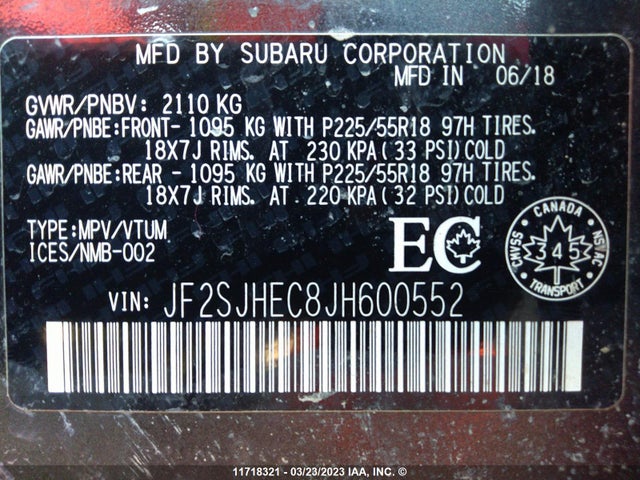 MFD BY SUBARU CORPORATION
MFD IN 06/18
GVWR/PNBV: 2110 KG
GAWR/PNBE:FRONT- 1095 KG WITH P225/55R18 97H TIRES.
18X7J RIMS. AT 230 KPA(33 PSI)COLD
GAWR/PNBE:REAR - 1095 KG WITH P225/55R18 97H TIRES.
18X7J RIMS. AT 220 KPA(32 PSI)COLD
TYPE:MPV/VTUM
ICES/NMB-002
EC
CANADA
CMVSS
NSVAC
345
TRANSPORT
VIN: JF2SJHEC8JH600552
11718321 - 03/23/2023 IAA, INC. ©